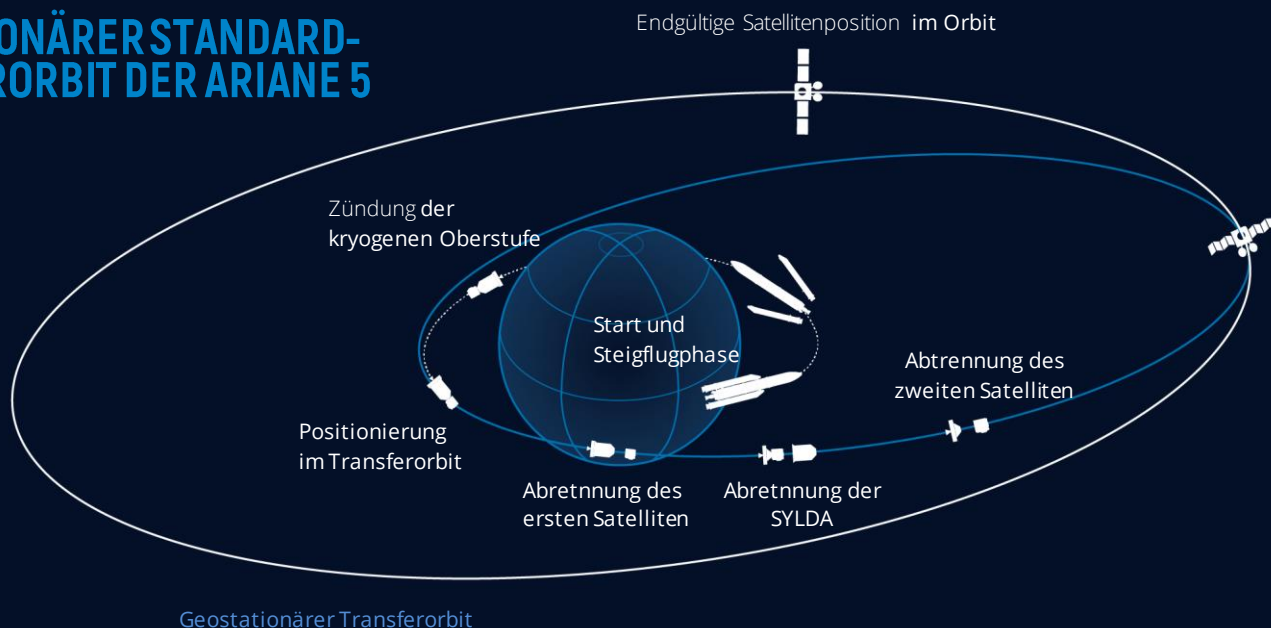 ONÄRER STANDARD-
RORBIT DER ARIANE 5
Endgültige Satellitenposition im Orbit
Zündung der
kryogenen Oberstufe
Start und
Steigflugphase
Abtrennung des
zweiten Satelliten
Positionierung
im Transferorbit
Abretnnung des
ersten Satelliten
Abretnnung der
SYLDA
Geostationärer Transferorbit